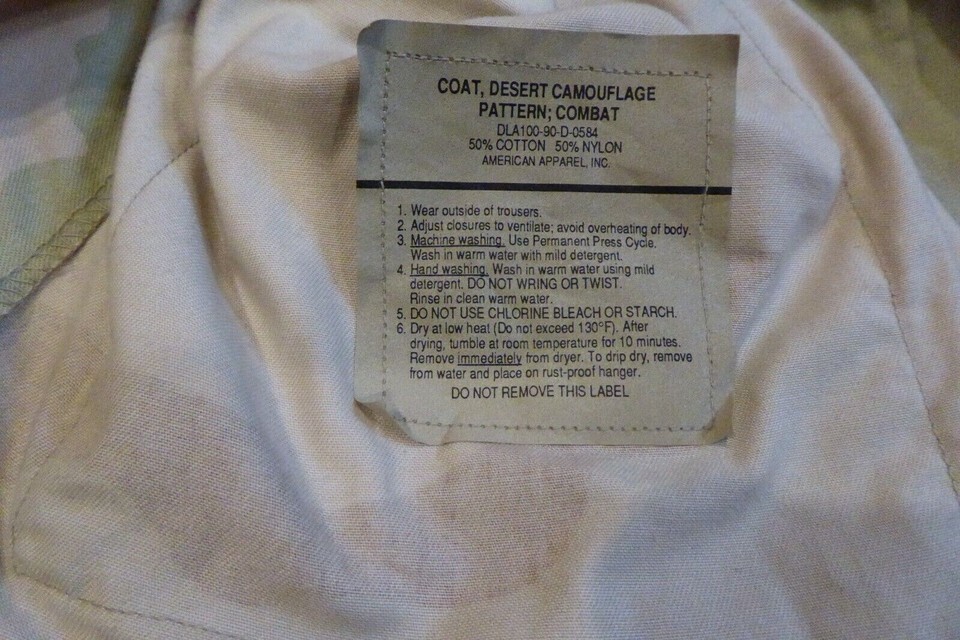 COAT, DESERT CAMOUFLAGE
PATTERN; COMBAT
DLA100-90-D-0584
50% COTTON 50% NYLON
AMERICAN APPAREL, INC.
1. Wear outside of trousers.
2. Adjust closures to ventilate; avoid overheating of body.
3. Machine washing. Use Permanent Press Cycle.
Wash in warm water with mild detergent.
4. Hand washing. Wash in warm water using mild
detergent. DO NOT WRING OR TWIST.
Rinse in clean warm water.
5. DO NOT USE CHLORINE BLEACH OR STARCH.
6. Dry at low heat (Do not exceed 130°F). After
drying, tumble at room temperature for 10 minutes.
Remove immediately from dryer. To drip dry, remove
from water and place on rust-proof hanger.
DO NOT REMOVE THIS LABEL